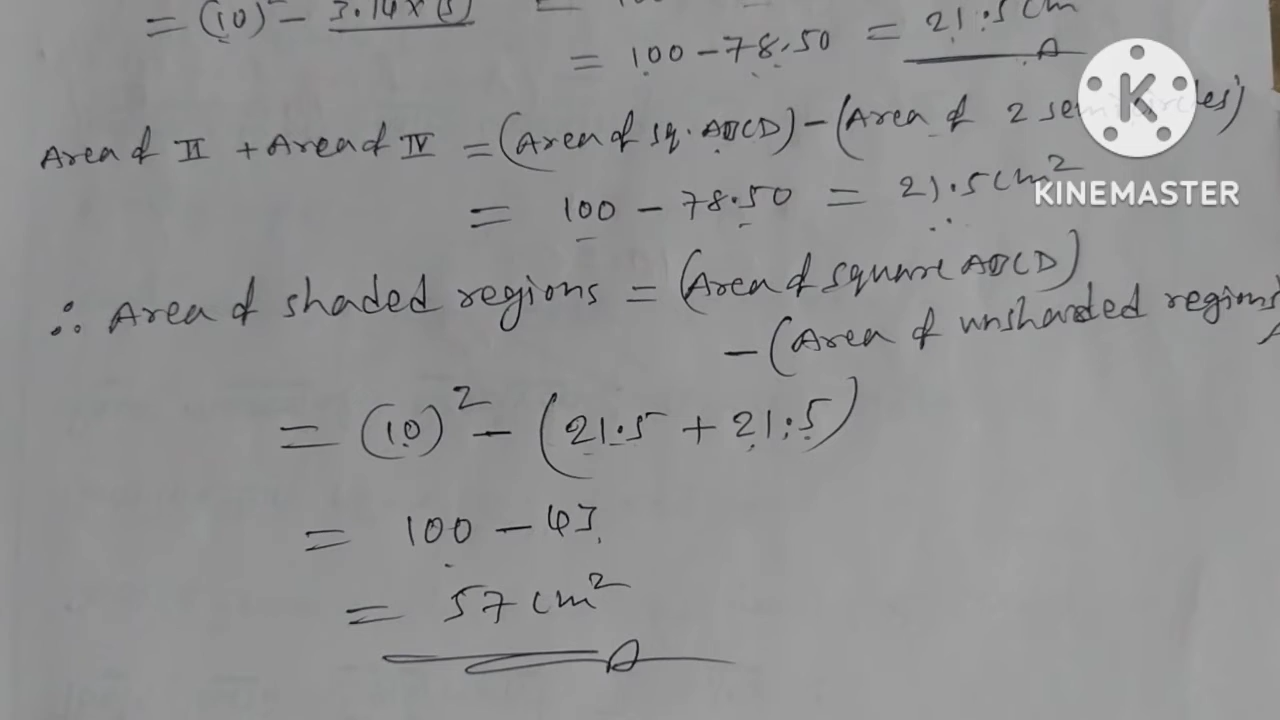 = (10)² - 3.14×(5)
= 100 - 78.50 = 21.5 cm
Area of II + Area of IV = (Area of sq. ABCD) - (Area of 2 semicircles)
= 100 - 78.50 = 21.5 cm²
∴ Area of shaded regions = (Area of square ABCD)
- (Area of unshaded regions
= (10)² - (21.5 + 21.5)
= 100 - 43
= 57 cm²
K
KINEMASTER